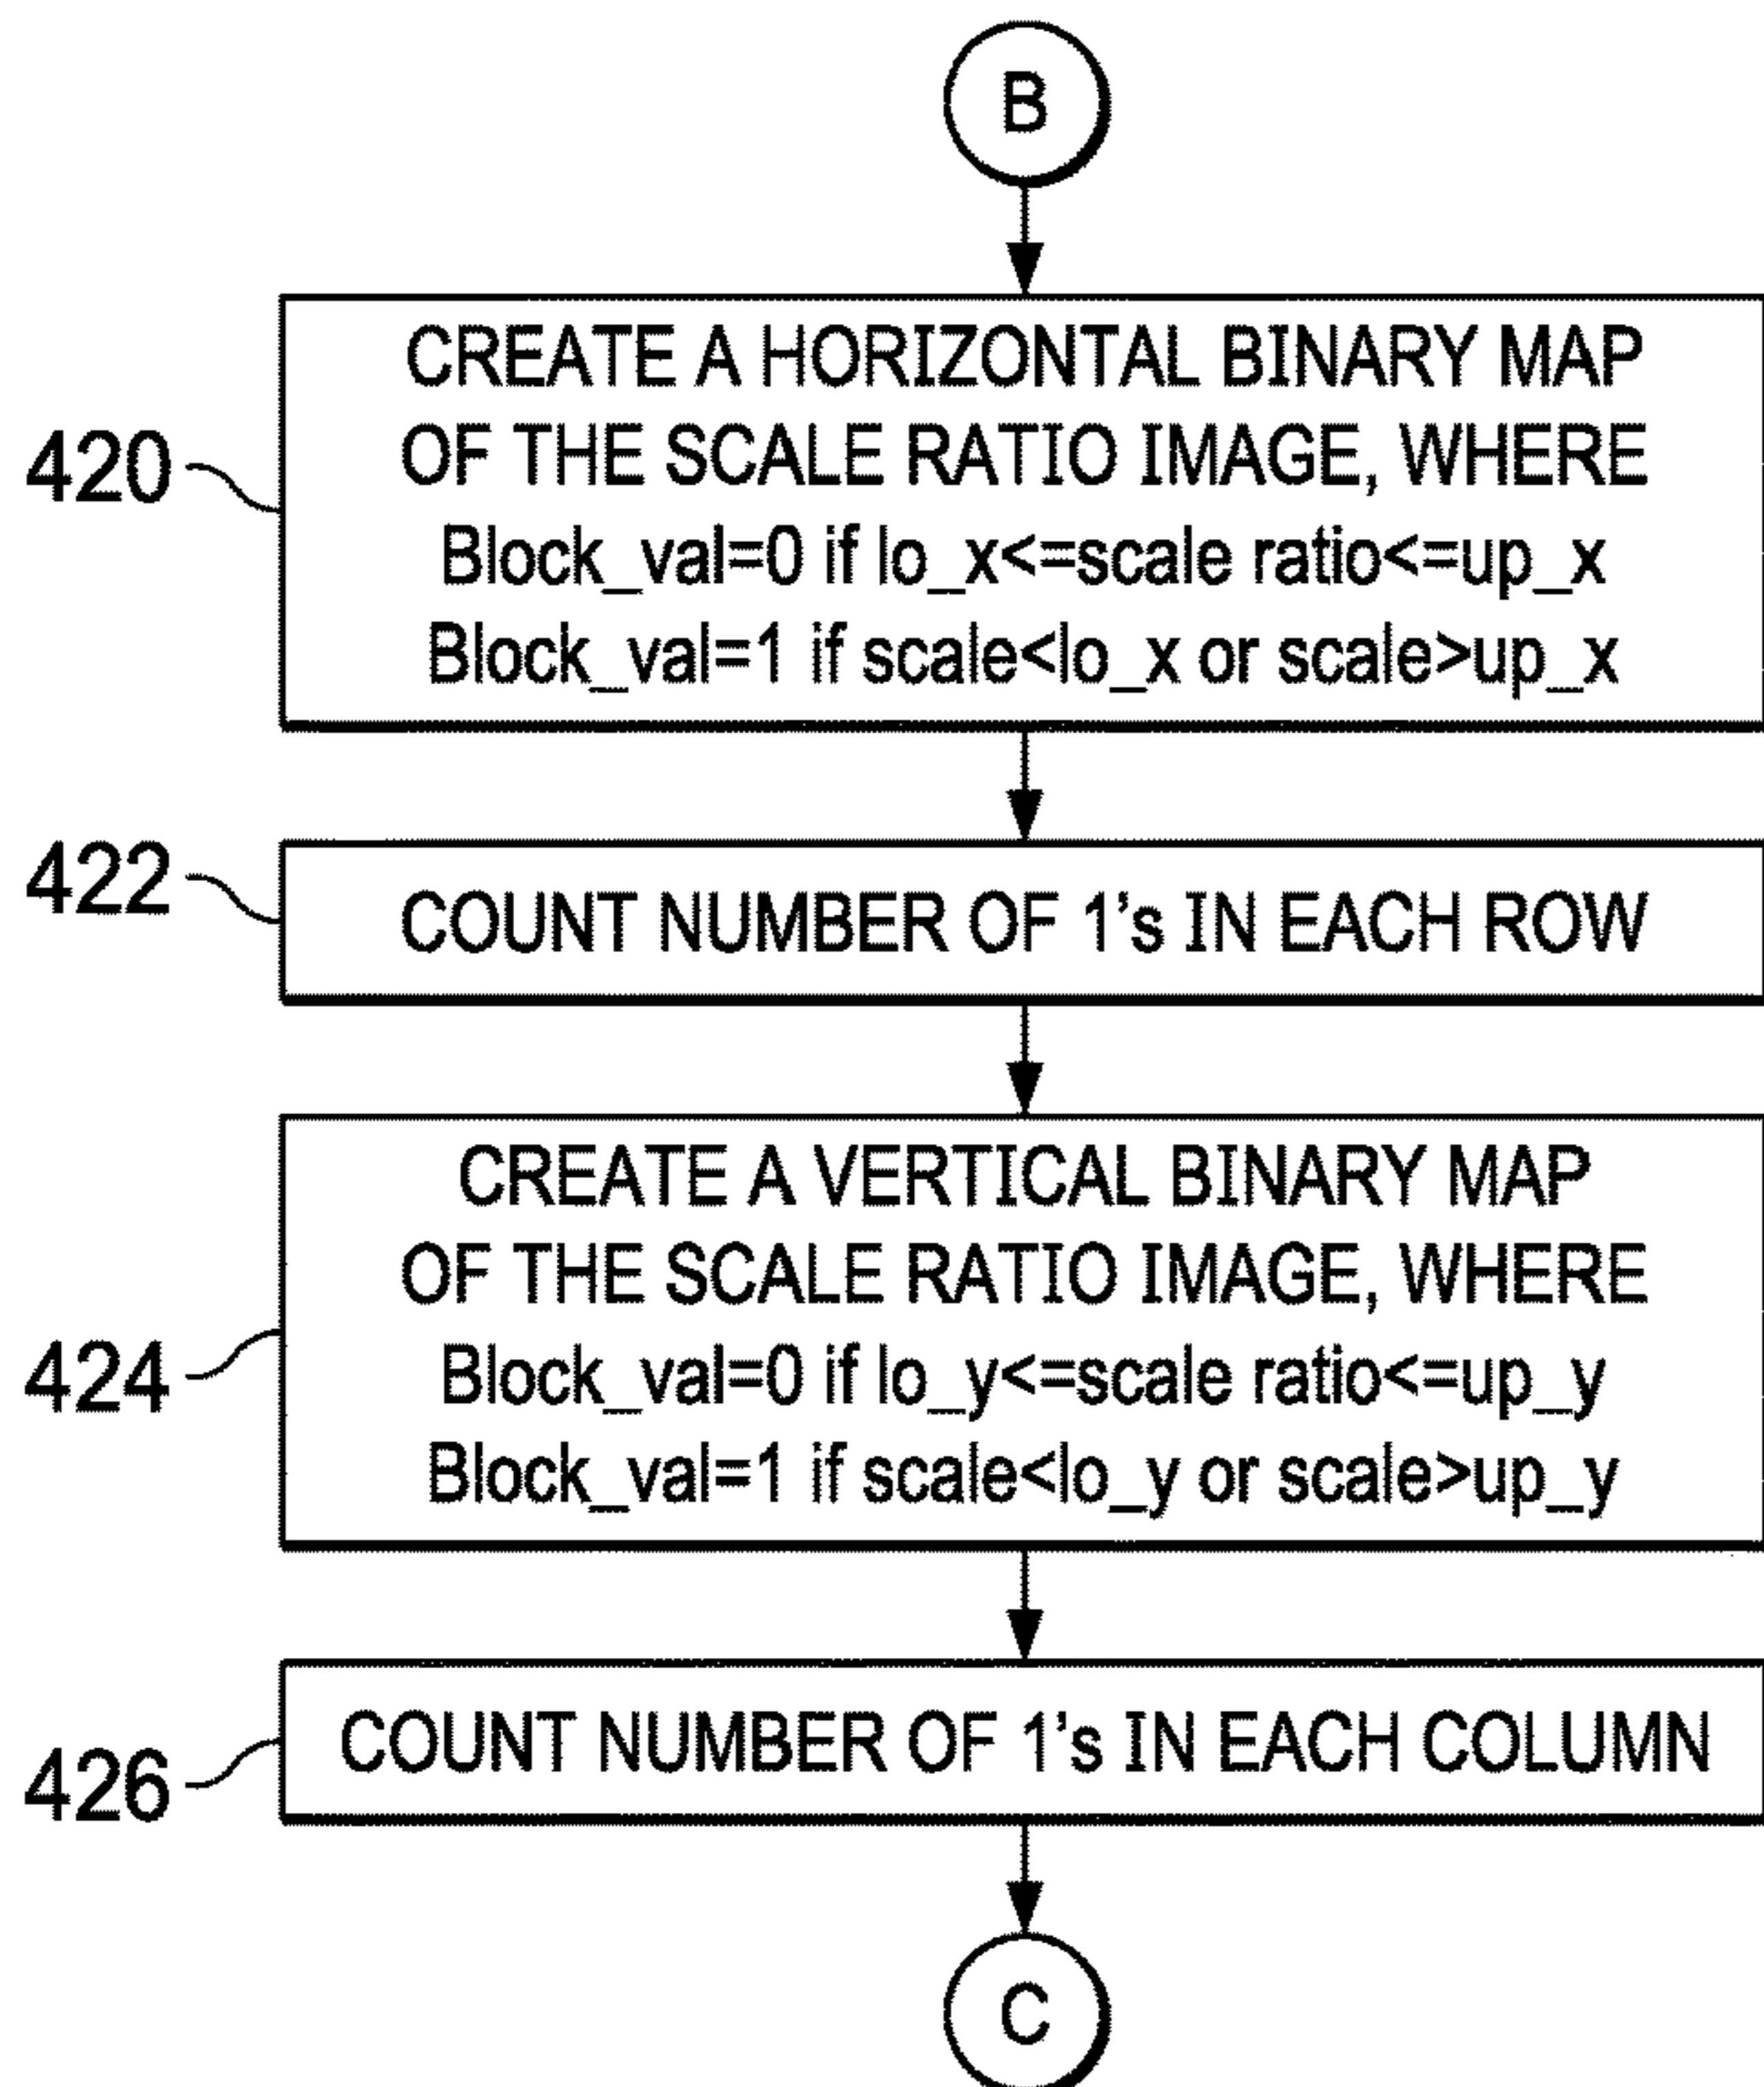 B
420
CREATE A HORIZONTAL BINARY MAP
OF THE SCALE RATIO IMAGE, WHERE
Block_val=0 if lo_x<=scale ratio<=up_x
Block_val=1 if scale<lo_x or scale>up_x
422
COUNT NUMBER OF 1's IN EACH ROW
424
CREATE A VERTICAL BINARY MAP
OF THE SCALE RATIO IMAGE, WHERE
Block_val=0 if lo_y<=scale ratio<=up_y
Block_val=1 if scale<lo_y or scale>up_y
426
COUNT NUMBER OF 1's IN EACH COLUMN
C